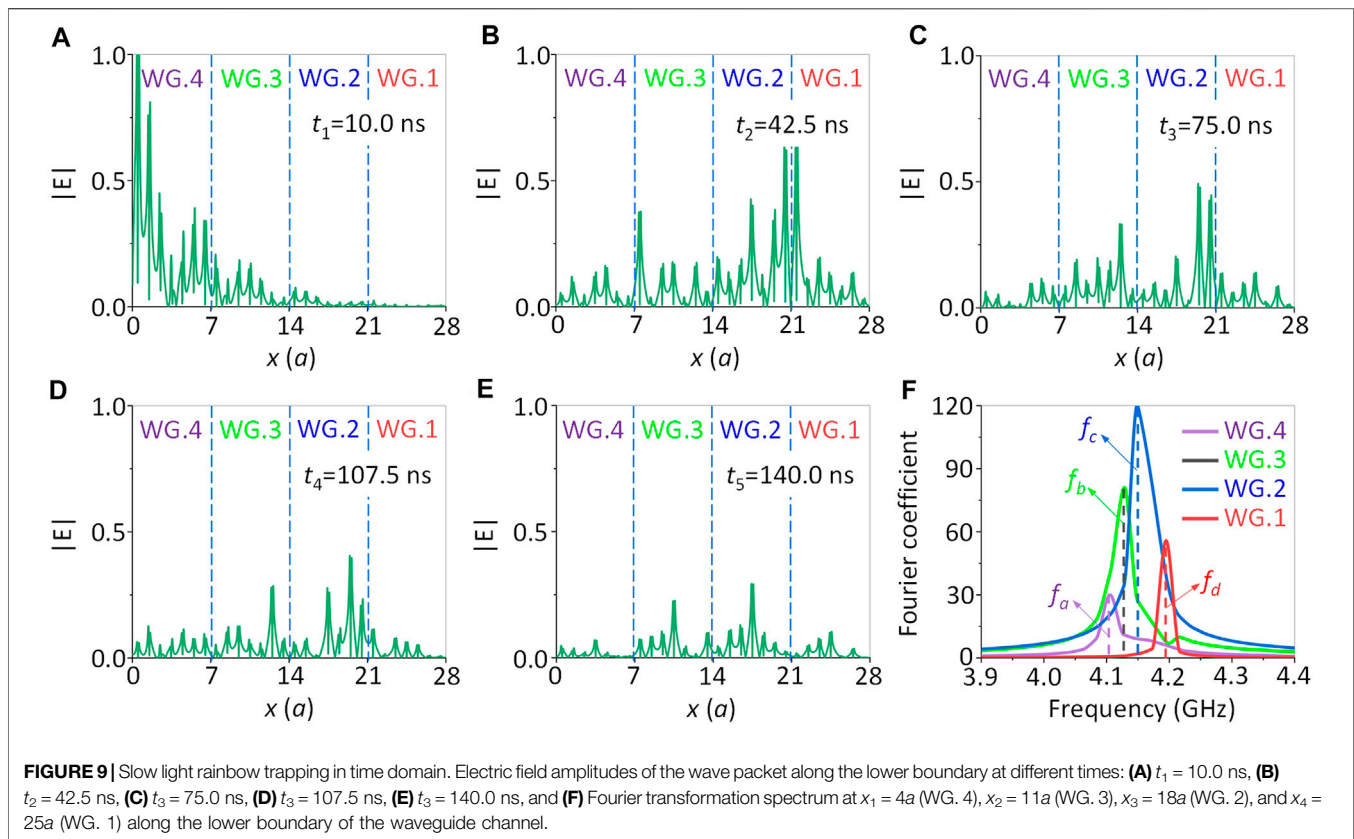 A
1.0
WG.4 WG.3 WG.2 WG.1
t1=10.0 ns
|E|
0.5
0.0
0 7 14 21 28
x (a)
B
1.0
WG.4 WG.3 WG.2 WG.1
t2=42.5 ns
|E|
0.5
0.0
0 7 14 21 28
x (a)
C
1.0
WG.4 WG.3 WG.2 WG.1
t3=75.0 ns
|E|
0.5
0.0
0 7 14 21 28
x (a)
D
1.0
WG.4 WG.3 WG.2 WG.1
t4=107.5 ns
|E|
0.5
0.0
0 7 14 21 28
x (a)
E
1.0
WG.4 WG.3 WG.2 WG.1
t5=140.0 ns
|E|
0.5
0.0
0 7 14 21 28
x (a)
F
120
90
60
30
0
Fourier coefficient
fc
fb
fa
fd
WG.4
WG.3
WG.2
WG.1
3.9 4.0 4.1 4.2 4.3 4.4
Frequency (GHz)
FIGURE 9 | Slow light rainbow trapping in time domain. Electric field amplitudes of the wave packet along the lower boundary at different times: (A) t1 = 10.0 ns, (B)
t2 = 42.5 ns, (C) t3 = 75.0 ns, (D) t3 = 107.5 ns, (E) t3 = 140.0 ns, and (F) Fourier transformation spectrum at x1 = 4a (WG. 4), x2 = 11a (WG. 3), x3 = 18a (WG. 2), and x4 =
25a (WG. 1) along the lower boundary of the waveguide channel.